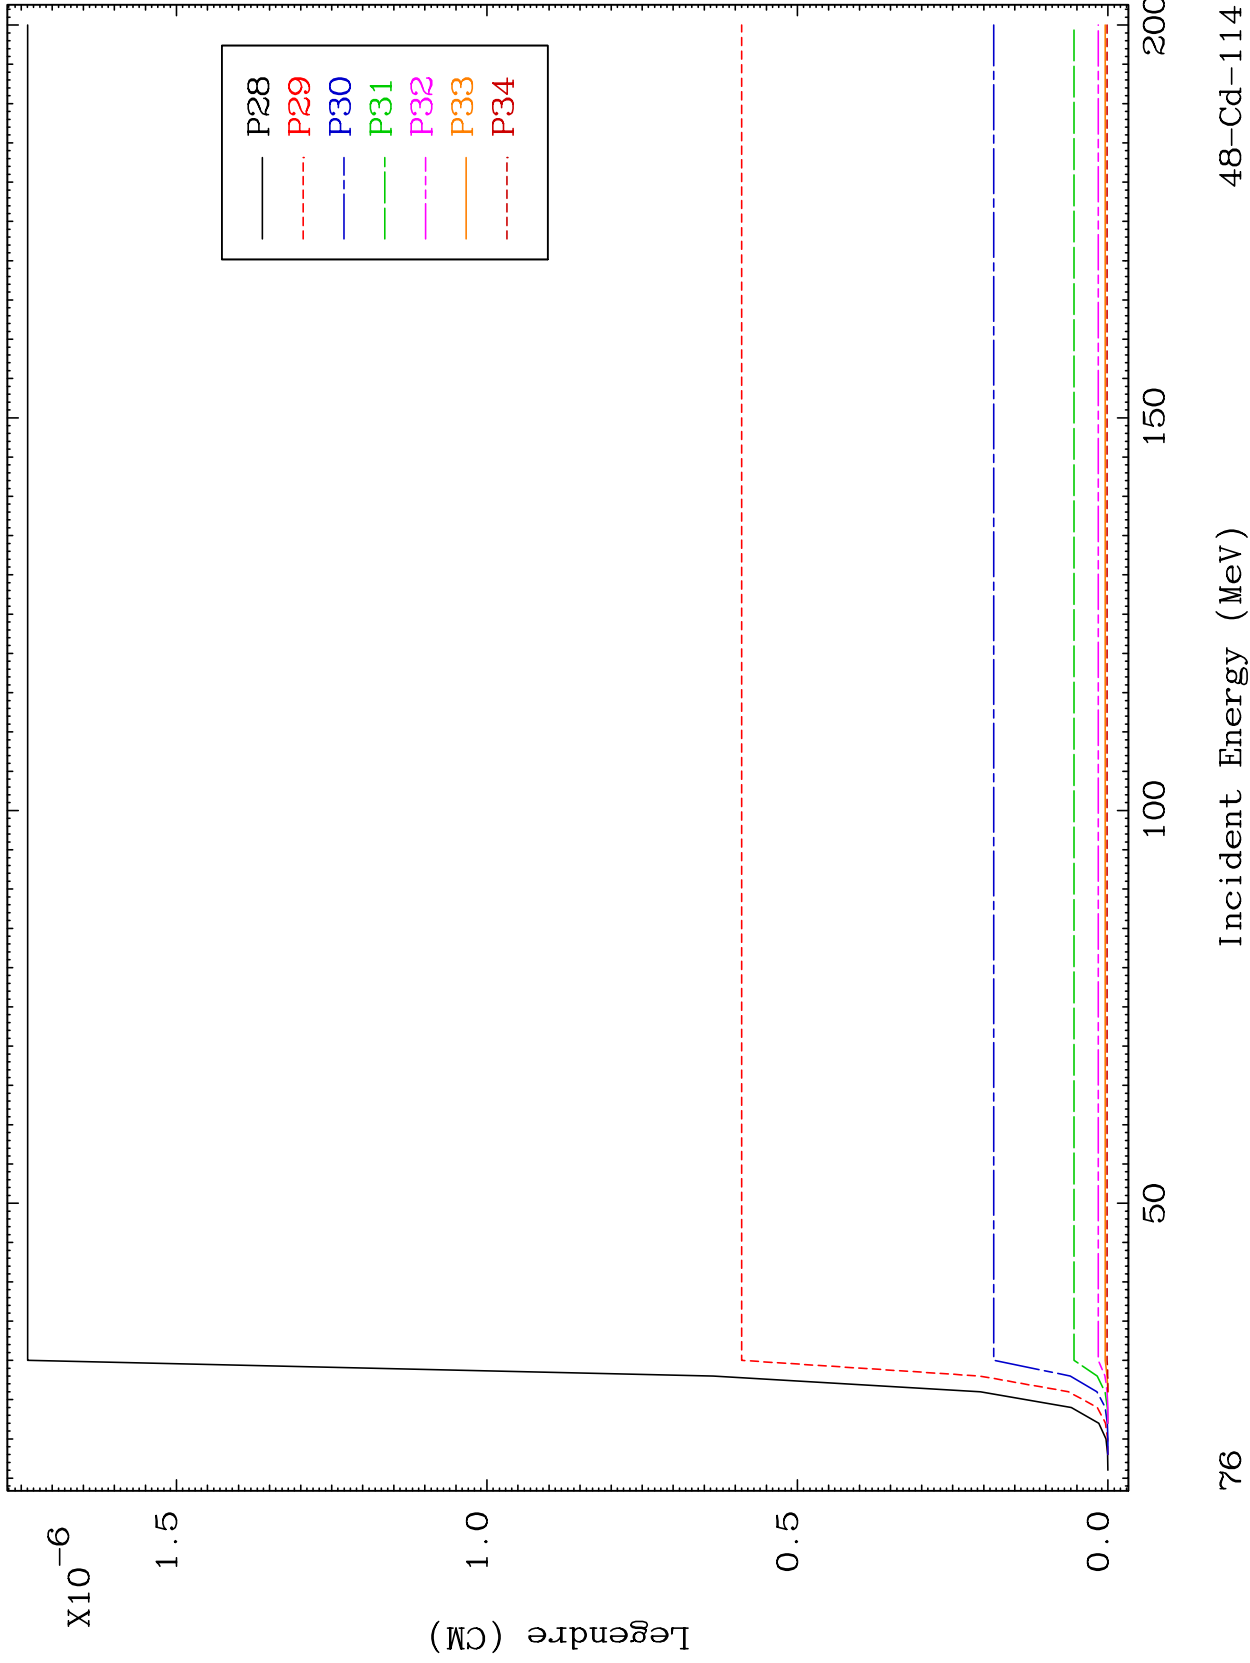 X10−6
1.5
1.0
0.5
0.0
Legendre (CM)
P28
P29
P30
P31
P32
P33
P34
50
100
150
200
Incident Energy (MeV)
76
48−Cd−114